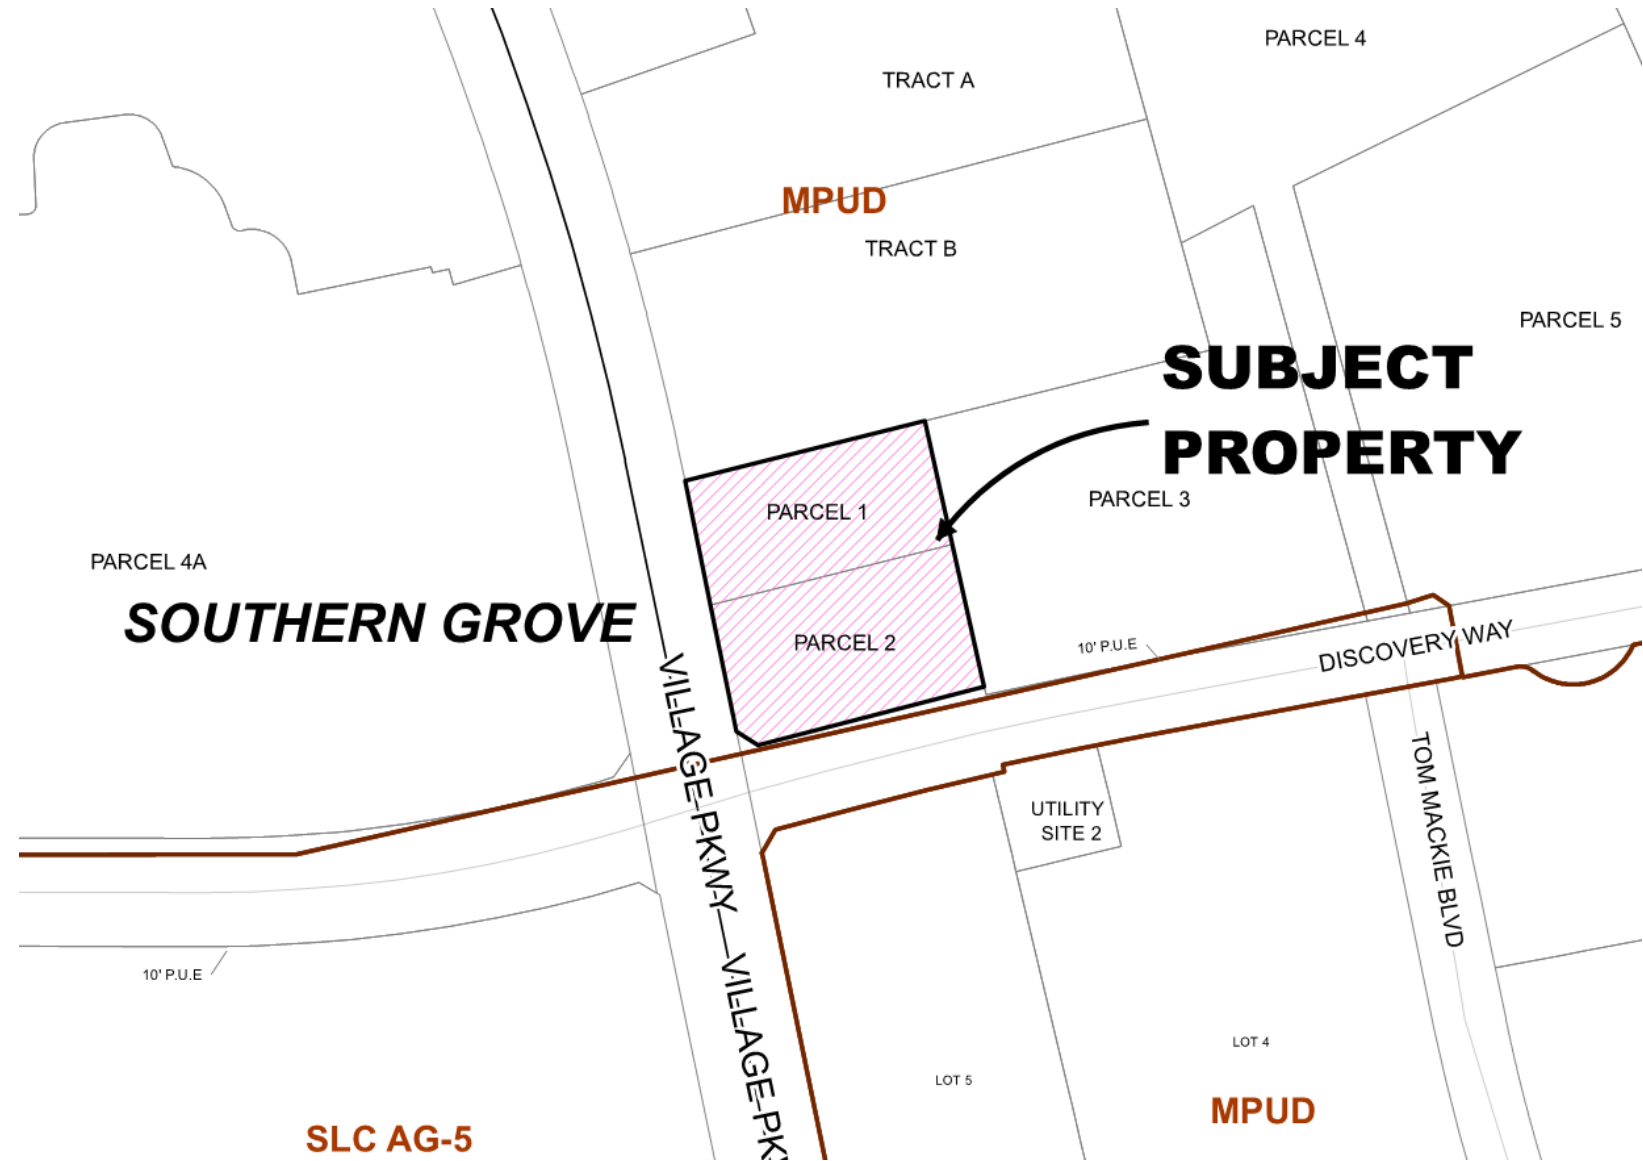 PARCEL 4
TRACT A
MPUD
TRACT B
PARCEL 5
SUBJECT
PROPERTY
PARCEL 3
PARCEL 1
PARCEL 4A
SOUTHERN GROVE
PARCEL 2
10' P.U.E
DISCOVERY WAY
VILLAGE PKWY
TOM MACKIE BLVD
UTILITY
SITE 2
10' P.U.E
VILLAGE PK
LOT 4
LOT 5
MPUD
SLC AG-5